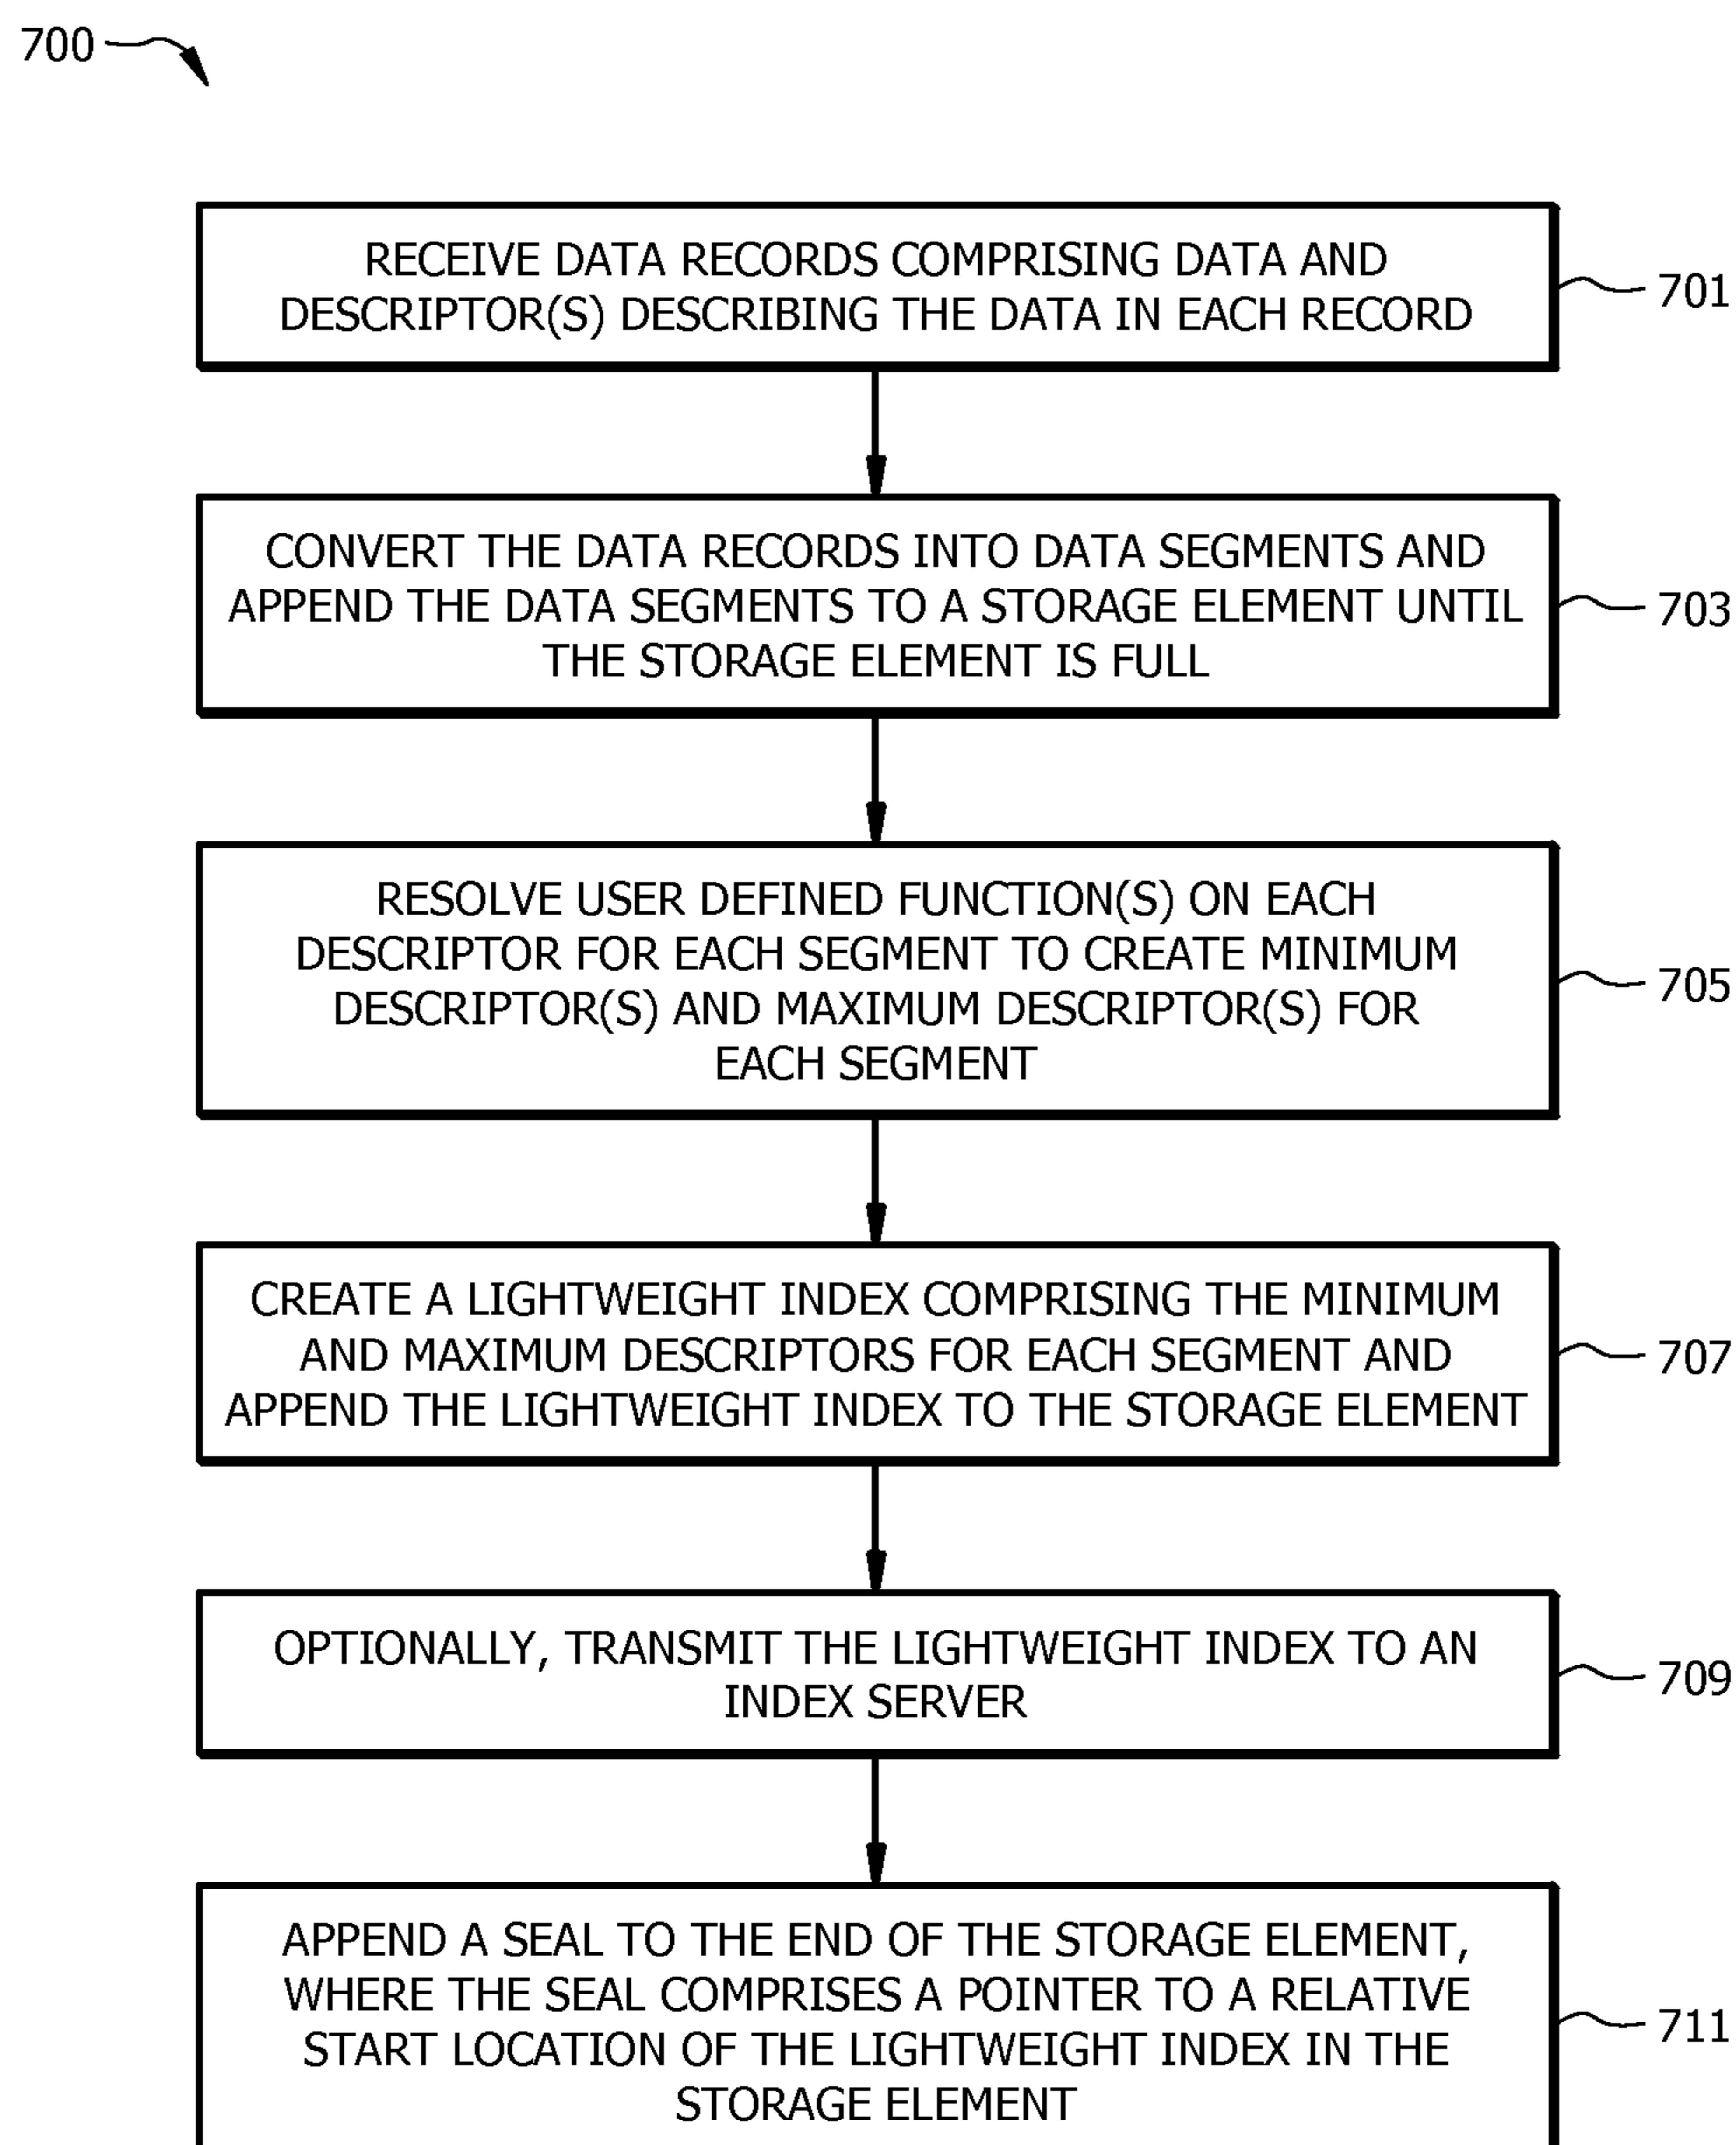 700
RECEIVE DATA RECORDS COMPRISING DATA AND
DESCRIPTOR(S) DESCRIBING THE DATA IN EACH RECORD
701
CONVERT THE DATA RECORDS INTO DATA SEGMENTS AND
APPEND THE DATA SEGMENTS TO A STORAGE ELEMENT UNTIL
THE STORAGE ELEMENT IS FULL
703
RESOLVE USER DEFINED FUNCTION(S) ON EACH
DESCRIPTOR FOR EACH SEGMENT TO CREATE MINIMUM
DESCRIPTOR(S) AND MAXIMUM DESCRIPTOR(S) FOR
EACH SEGMENT
705
CREATE A LIGHTWEIGHT INDEX COMPRISING THE MINIMUM
AND MAXIMUM DESCRIPTORS FOR EACH SEGMENT AND
APPEND THE LIGHTWEIGHT INDEX TO THE STORAGE ELEMENT
707
OPTIONALLY, TRANSMIT THE LIGHTWEIGHT INDEX TO AN
INDEX SERVER
709
APPEND A SEAL TO THE END OF THE STORAGE ELEMENT,
WHERE THE SEAL COMPRISES A POINTER TO A RELATIVE
START LOCATION OF THE LIGHTWEIGHT INDEX IN THE
STORAGE ELEMENT
711